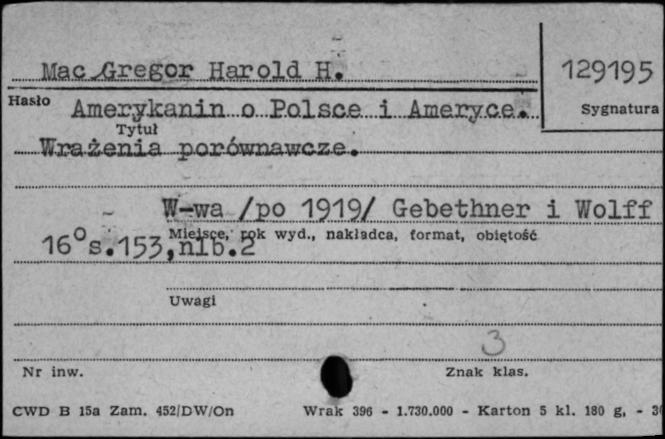 Mac Gregor Harold H.
129195
Hasło
Amerykanin o Polsce i Ameryce.
Sygnatura
Tytuł
Wrażenia porównawcze.
W-wa /po 1919/ Gebethner i Wolff
Miejsce, rok wyd., nakładca, format, objętość
16° s.153,nlb.2
Uwagi
3
Nr inw.
Znak klas.
CWD B 15a Zam. 452/DW/On Wrak 396 - 1.730.000 - Karton 5 kl. 180 g, -